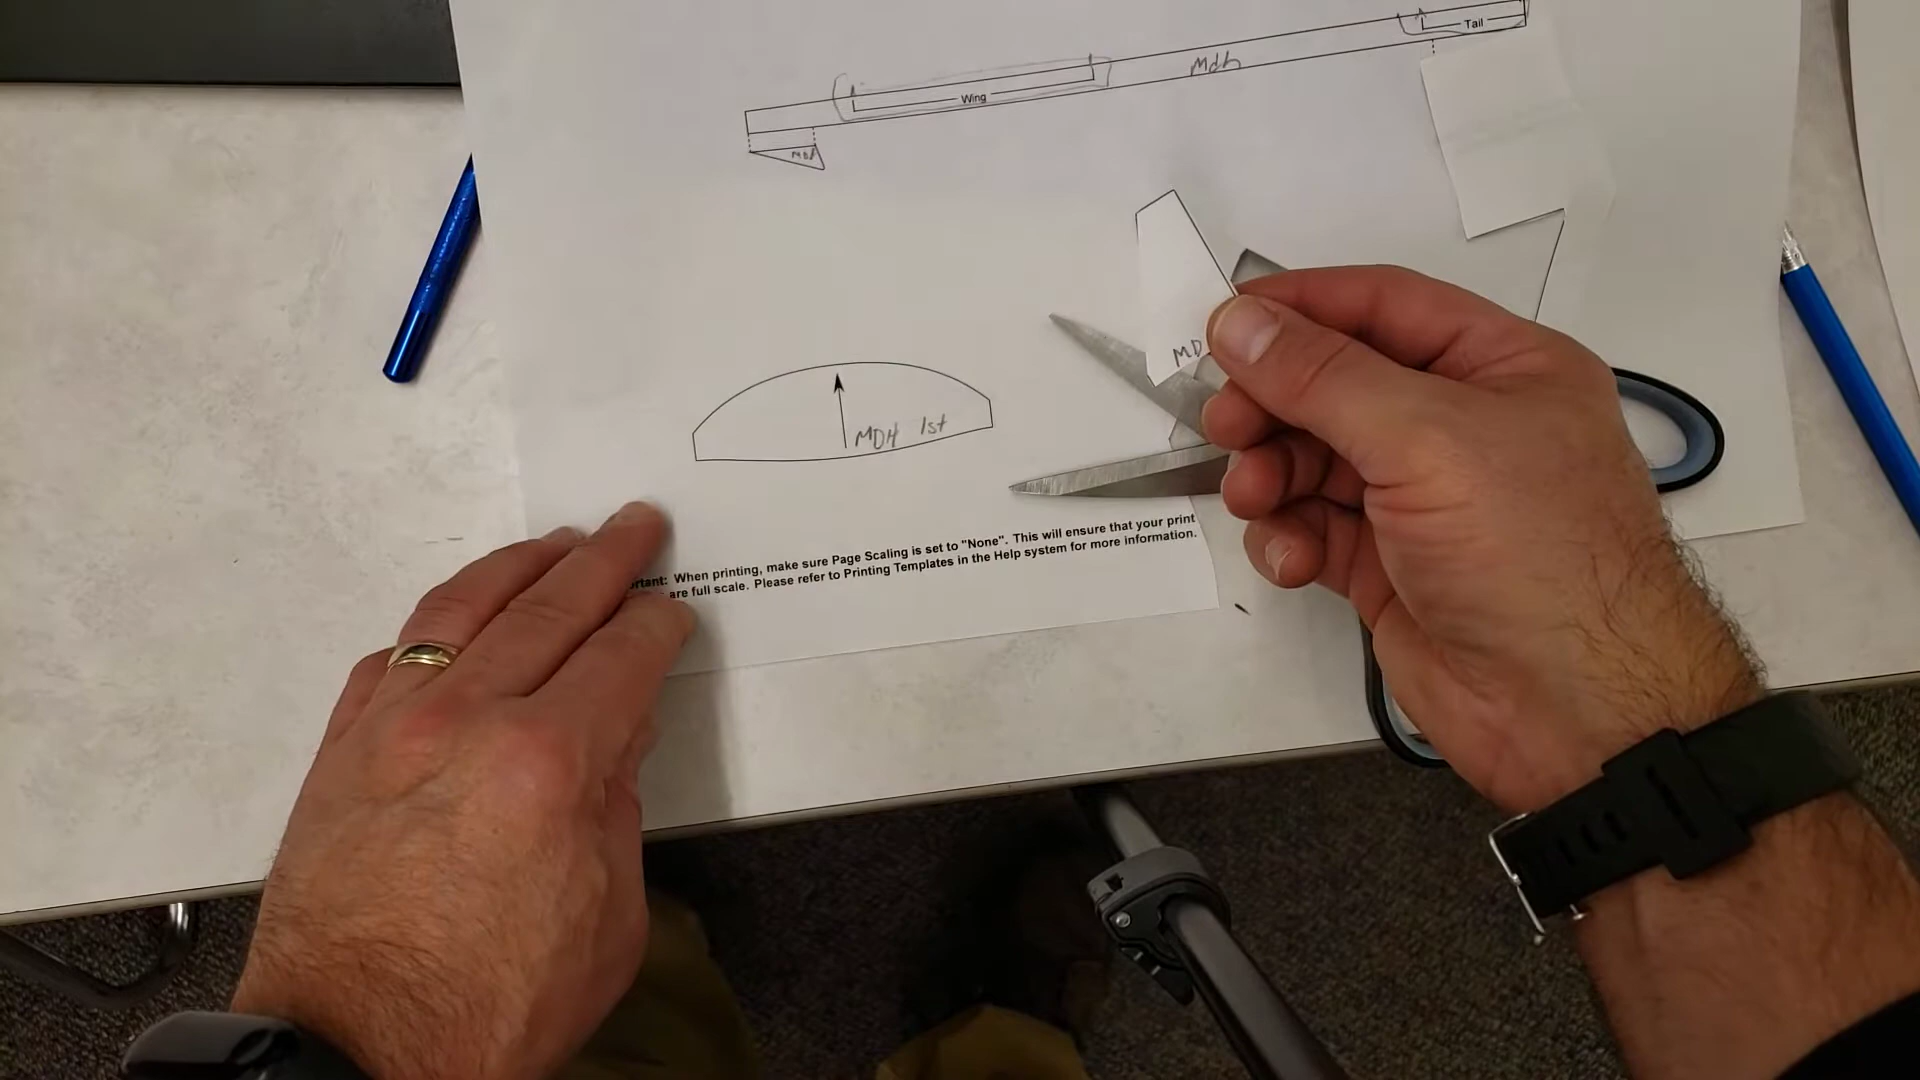 Tail
Mdh
Wing
MDH
MD
MDH 1st
rtant: When printing, make sure Page Scaling is set to "None". This will ensure that your print
are full scale. Please refer to Printing Templates in the Help system for more information.